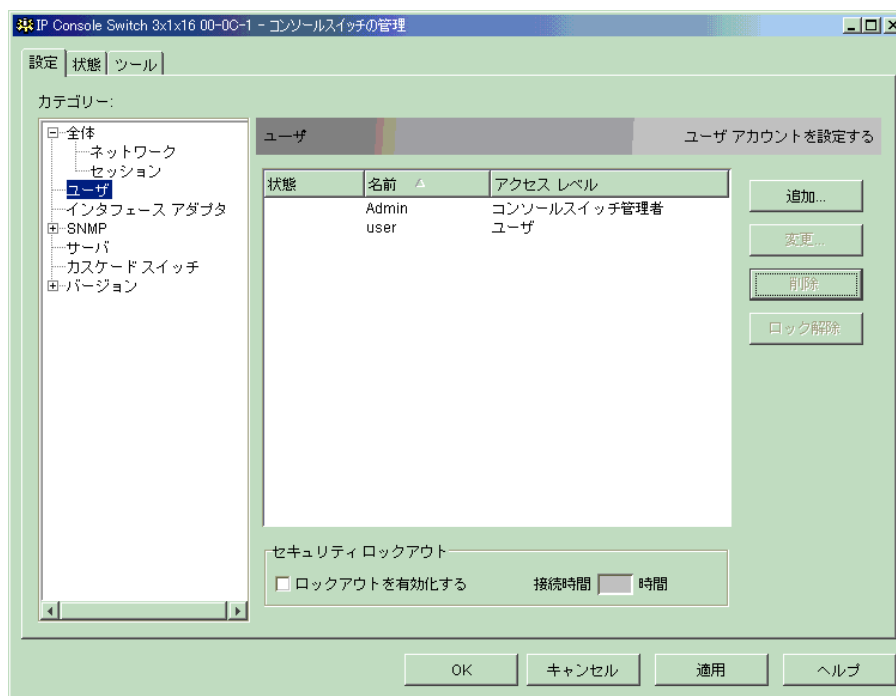 IP Console Switch 3x1x16 00-0C-1 - コンソールスイッチの管理
設定 状態 ツール
カテゴリー:
全体
ネットワーク
セッション
ユーザ
インタフェース アダプタ
SNMP
サーバ
カスケード スイッチ
バージョン
ユーザ ユーザ アカウントを設定する
状態 名前 アクセス レベル
Admin コンソールスイッチ管理者
user ユーザ
追加...
変更...
削除
ロック解除
セキュリティ ロックアウト
ロックアウトを有効化する 接続時間 時間
OK キャンセル 適用 ヘルプ